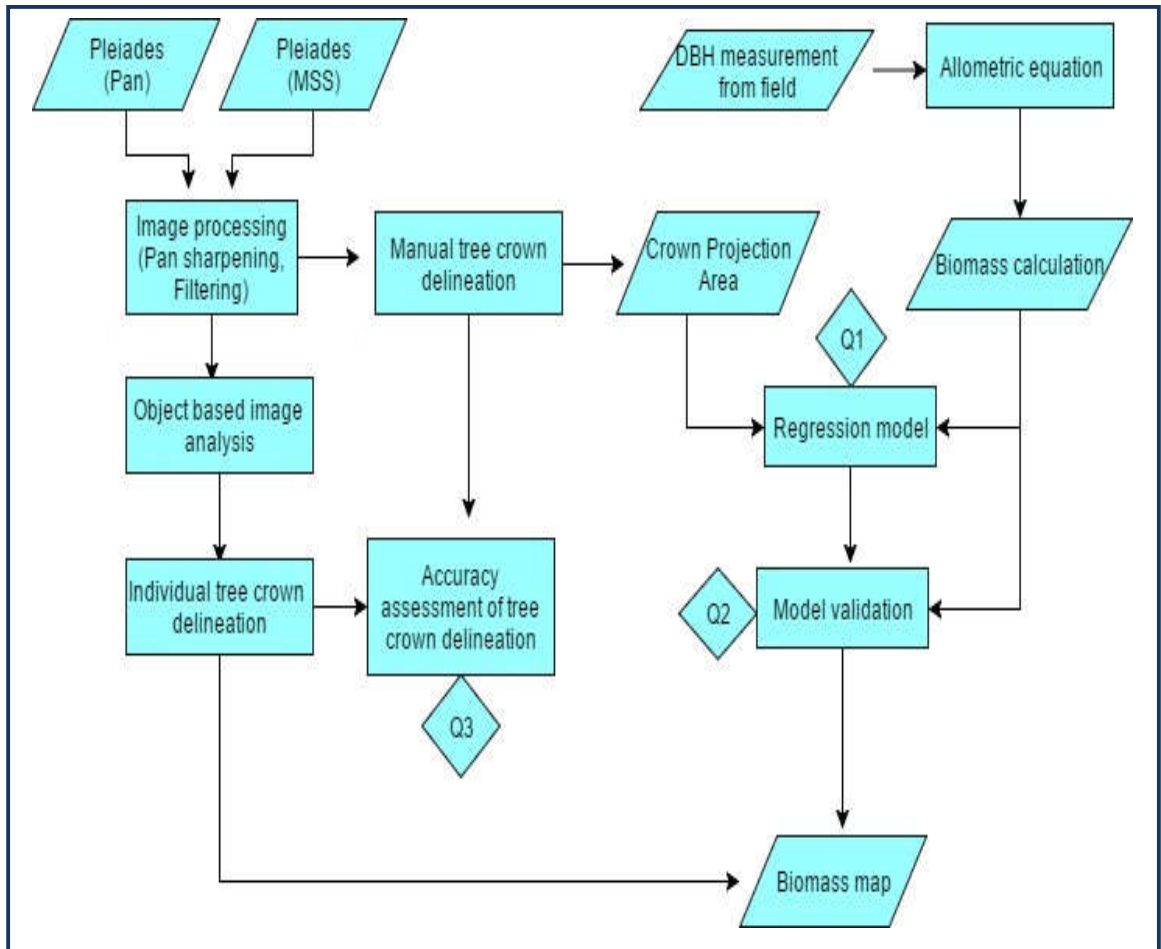 Pleiades
(Pan)
Pleiades
(MSS)
DBH measurement
from field
Allometric equation
Image processing
(Pan sharpening,
Filtering)
Manual tree crown
delineation
Crown Projection
Area
Biomass calculation
Q1
Object based image
analysis
Regression model
Individual tree crown
delineation
Accuracy
assessment of tree
crown delineation
Q2
Model validation
Q3
Biomass map